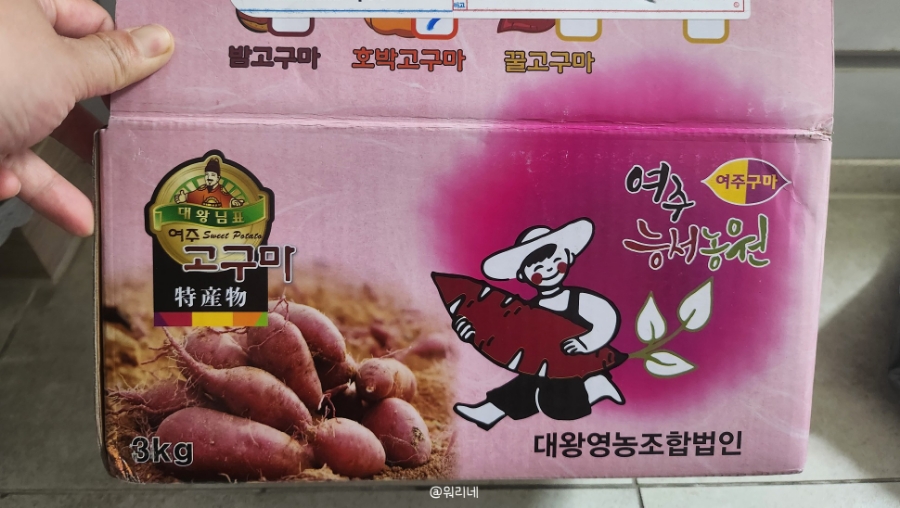 밤고구마 호박고구마 꿀고구마
대왕님표
여주 Sweet Potato
고구마
特産物
3kg
여주
능서농원
여주구마
대왕영농조합법인
@워리네